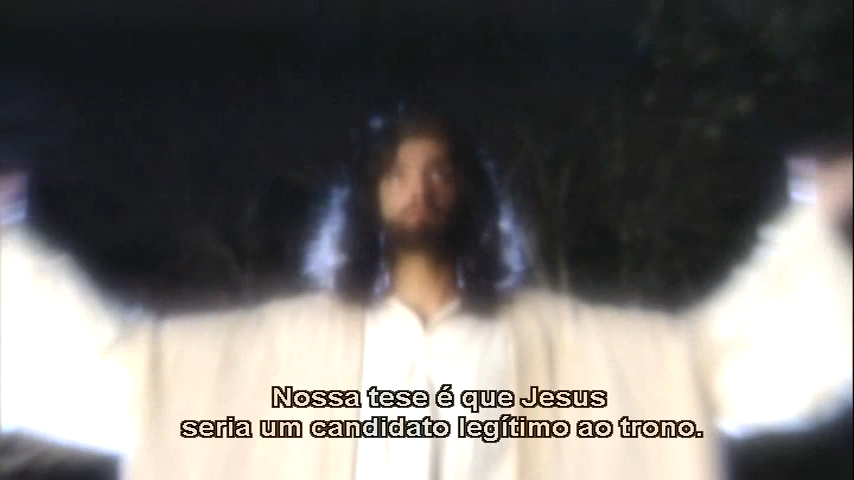 Nossa tese é que Jesus
seria um candidato legítimo ao trono.